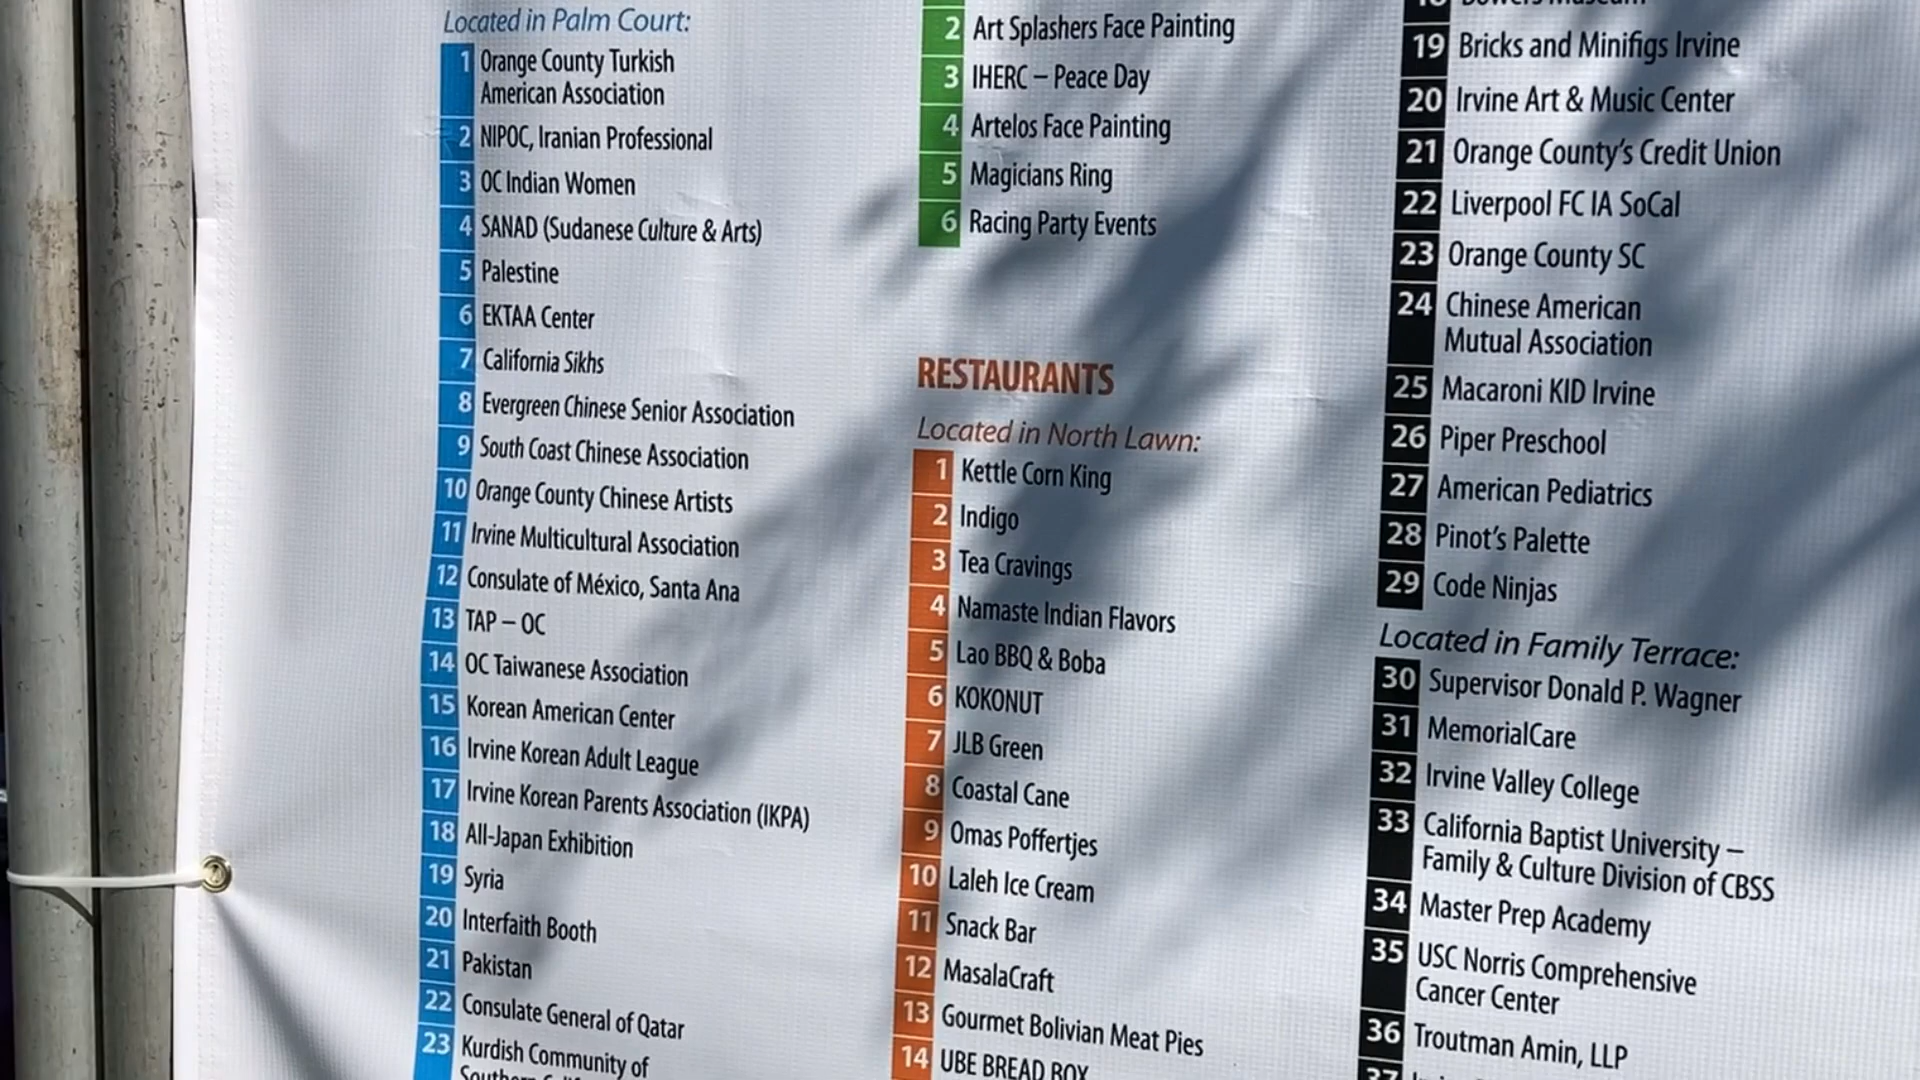 Located in Palm Court:
1 Orange County Turkish
American Association
2 NIPOC, Iranian Professional
3 OC Indian Women
4 SANAD (Sudanese Culture & Arts)
5 Palestine
6 EKTAA Center
7 California Sikhs
8 Evergreen Chinese Senior Association
9 South Coast Chinese Association
10 Orange County Chinese Artists
11 Irvine Multicultural Association
12 Consulate of México, Santa Ana
13 TAP – OC
14 OC Taiwanese Association
15 Korean American Center
16 Irvine Korean Adult League
17 Irvine Korean Parents Association (IKPA)
18 All-Japan Exhibition
19 Syria
20 Interfaith Booth
21 Pakistan
22 Consulate General of Qatar
23 Kurdish Community of
2 Art Splashers Face Painting
3 IHERC – Peace Day
4 Artelos Face Painting
5 Magicians Ring
6 Racing Party Events
RESTAURANTS
Located in North Lawn:
1 Kettle Corn King
2 Indigo
3 Tea Cravings
4 Namaste Indian Flavors
5 Lao BBQ & Boba
6 KOKONUT
7 JLB Green
8 Coastal Cane
9 Omas Poffertjes
10 Laleh Ice Cream
11 Snack Bar
12 MasalaCraft
13 Gourmet Bolivian Meat Pies
14 UBE BREAD BOX
18 Bowers Museum
19 Bricks and Minifigs Irvine
20 Irvine Art & Music Center
21 Orange County's Credit Union
22 Liverpool FC IA SoCal
23 Orange County SC
24 Chinese American
Mutual Association
25 Macaroni KID Irvine
26 Piper Preschool
27 American Pediatrics
28 Pinot's Palette
29 Code Ninjas
Located in Family Terrace:
30 Supervisor Donald P. Wagner
31 MemorialCare
32 Irvine Valley College
33 California Baptist University –
Family & Culture Division of CBSS
34 Master Prep Academy
35 USC Norris Comprehensive
Cancer Center
36 Troutman Amin, LLP
37